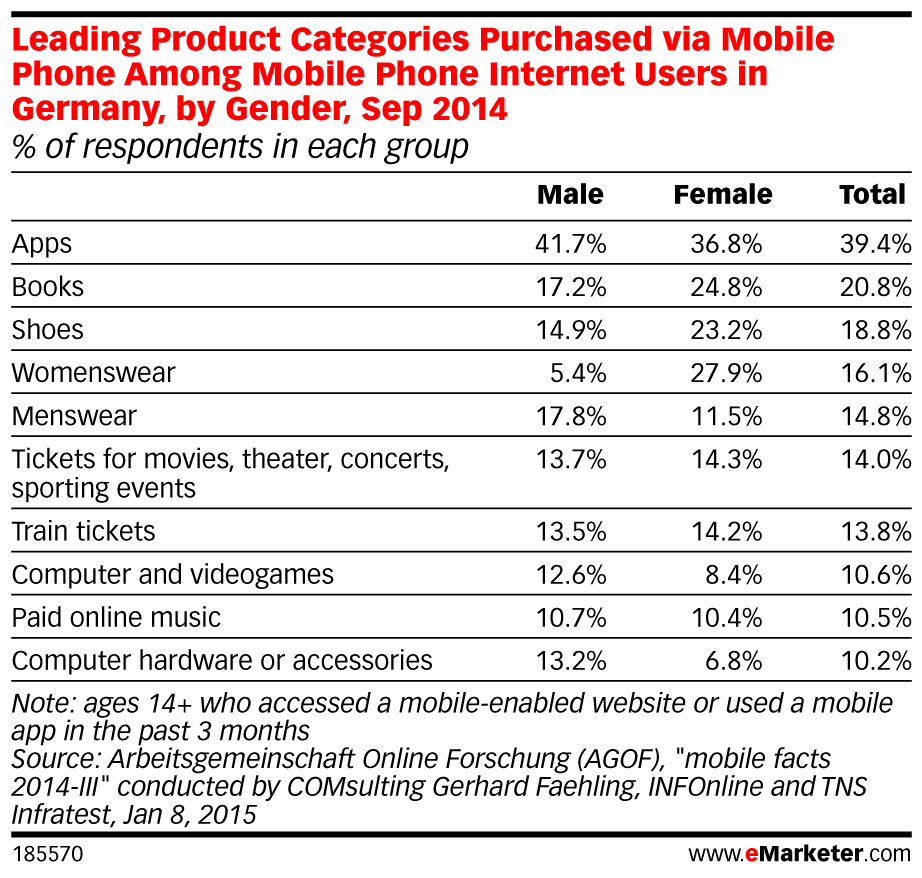 Leading Product Categories Purchased via Mobile
Phone Among Mobile Phone Internet Users in
Germany, by Gender, Sep 2014
% of respondents in each group
Male Female Total
Apps 41.7% 36.8% 39.4%
Books 17.2% 24.8% 20.8%
Shoes 14.9% 23.2% 18.8%
Womenswear 5.4% 27.9% 16.1%
Menswear 17.8% 11.5% 14.8%
Tickets for movies, theater, concerts, 13.7% 14.3% 14.0%
sporting events
Train tickets 13.5% 14.2% 13.8%
Computer and videogames 12.6% 8.4% 10.6%
Paid online music 10.7% 10.4% 10.5%
Computer hardware or accessories 13.2% 6.8% 10.2%
Note: ages 14+ who accessed a mobile-enabled website or used a mobile
app in the past 3 months
Source: Arbeitsgemeinschaft Online Forschung (AGOF), "mobile facts
2014-III" conducted by COMsulting Gerhard Faehling, INFOnline and TNS
Infratest, Jan 8, 2015
185570 www.eMarketer.com